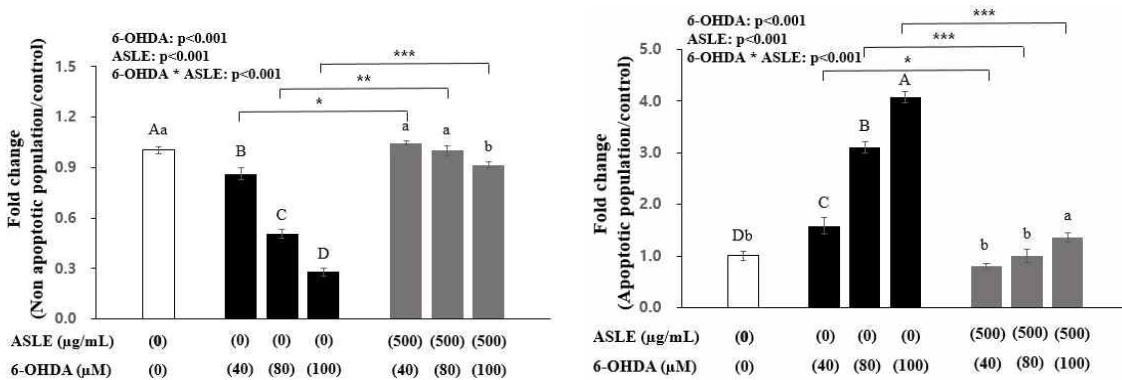 6-OHDA: p<0.001
ASLE: p<0.001
6-OHDA * ASLE: p<0.001
***
**
*
Fold change
(Non apoptotic population/control)
1.5
1.2
0.9
0.6
0.3
0.0
Aa
B
C
D
a
a
b
ASLE (µg/mL) (0) (0) (0) (0) (500) (500) (500)
6-OHDA (µM) (0) (40) (80) (100) (40) (80) (100)
6-OHDA: p<0.001
ASLE: p<0.001
6-OHDA * ASLE: p<0.001
***
***
*
Fold change
(Apoptotic population/control)
5.0
4.0
3.0
2.0
1.0
0.0
Db
C
B
A
b
b
a
ASLE (µg/mL) (0) (0) (0) (0) (500) (500) (500)
6-OHDA (µM) (0) (40) (80) (100) (40) (80) (100)